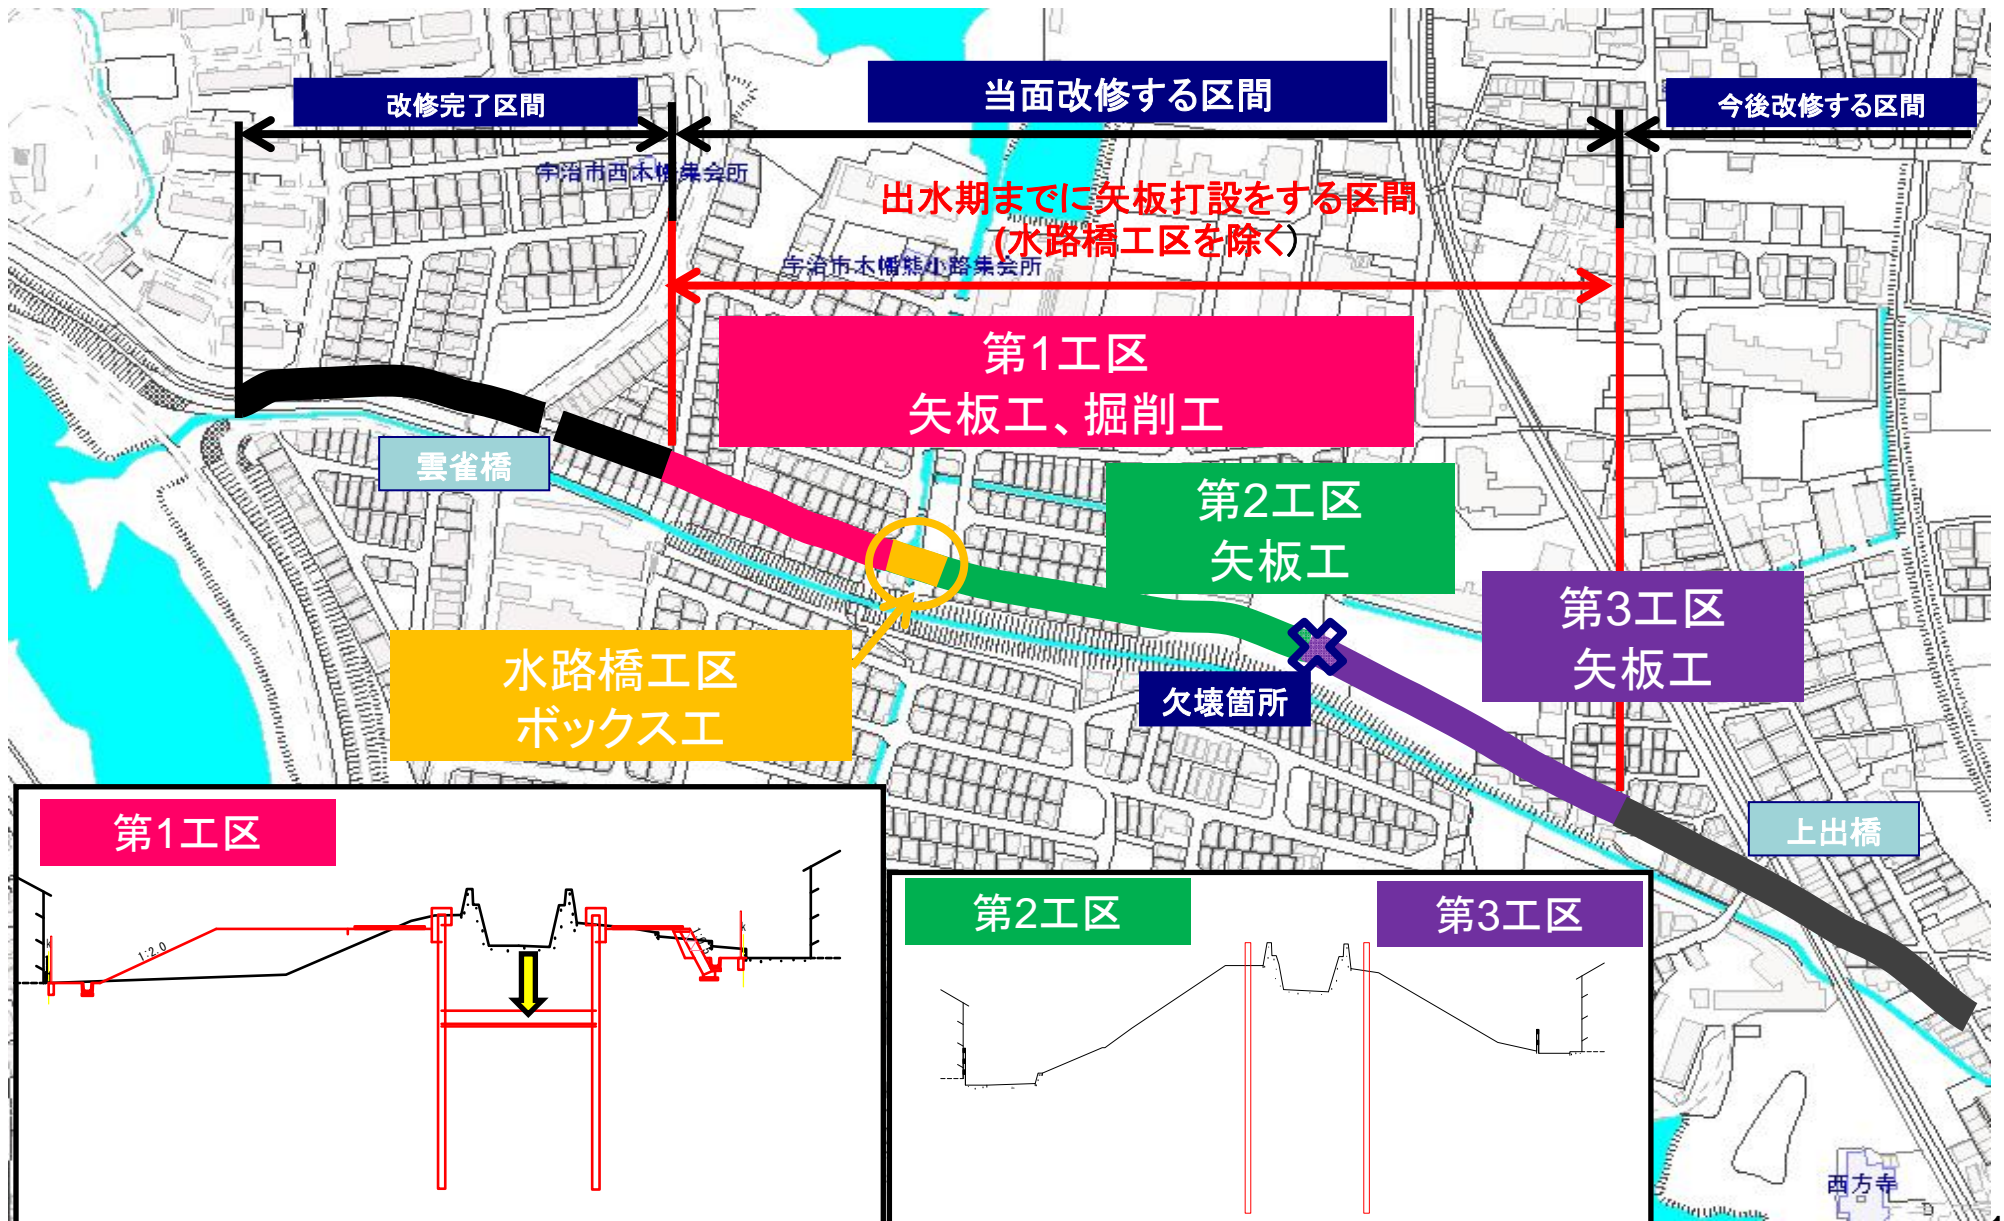 改修完了区間
当面改修する区間
今後改修する区間
宇治市西木幡集会所
出水期までに矢板打設をする区間
(水路橋工区を除く)
宇治市木幡熊小路集会所
第1工区
矢板工、掘削工
雲雀橋
第2工区
矢板工
第3工区
矢板工
水路橋工区
ボックス工
欠壊箇所
上出橋
第1工区
1:2.0
第2工区
第3工区
西方寺